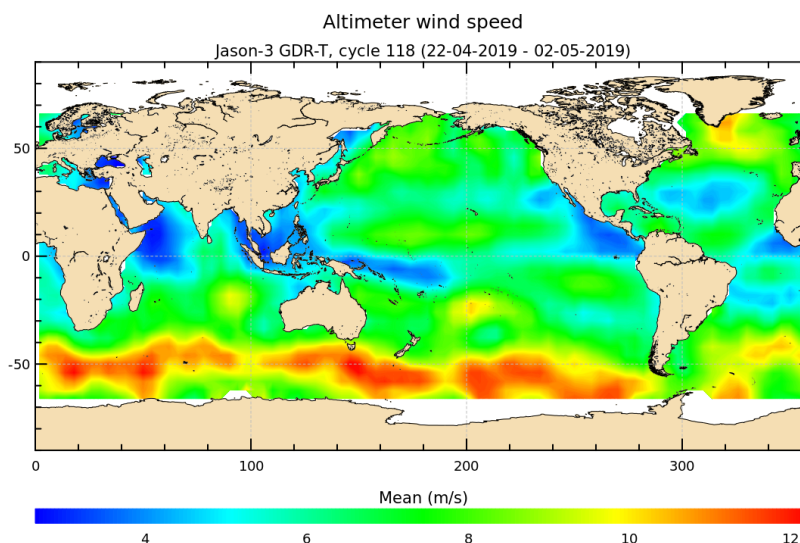 Altimeter wind speed
Jason-3 GDR-T, cycle 118 (22-04-2019 - 02-05-2019)
50
0
-50
0 100 200 300
Mean (m/s)
4 6 8 10 12